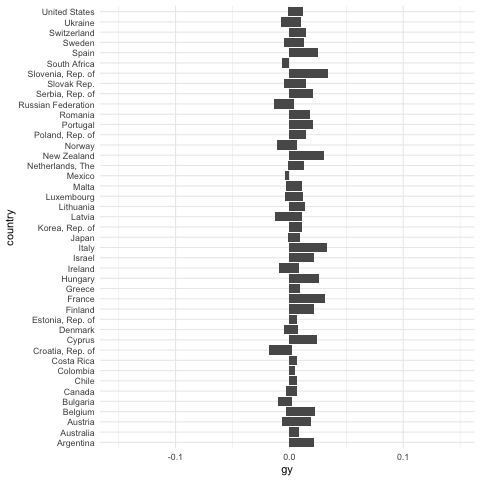 United States
Ukraine
Switzerland
Sweden
Spain
South Africa
Slovenia, Rep. of
Slovak Rep.
Serbia, Rep. of
Russian Federation
Romania
Portugal
Poland, Rep. of
Norway
New Zealand
Netherlands, The
Mexico
Malta
Luxembourg
Lithuania
Latvia
Korea, Rep. of
Japan
Italy
Israel
Ireland
Hungary
Greece
France
Finland
Estonia, Rep. of
Denmark
Cyprus
Croatia, Rep. of
Costa Rica
Colombia
Chile
Canada
Bulgaria
Belgium
Austria
Australia
Argentina
country
-0.1 0.0 0.1
gy